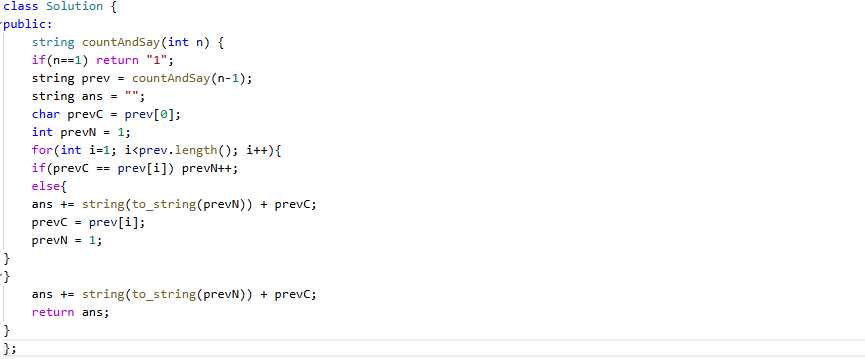 class Solution {
public:
    string countAndSay(int n) {
    if(n==1) return "1";
    string prev = countAndSay(n-1);
    string ans = "";
    char prevC = prev[0];
    int prevN = 1;
    for(int i=1; i<prev.length(); i++){
    if(prevC == prev[i]) prevN++;
    else{
    ans += string(to_string(prevN)) + prevC;
    prevC = prev[i];
    prevN = 1;
}
}
    ans += string(to_string(prevN)) + prevC;
    return ans;
}
};